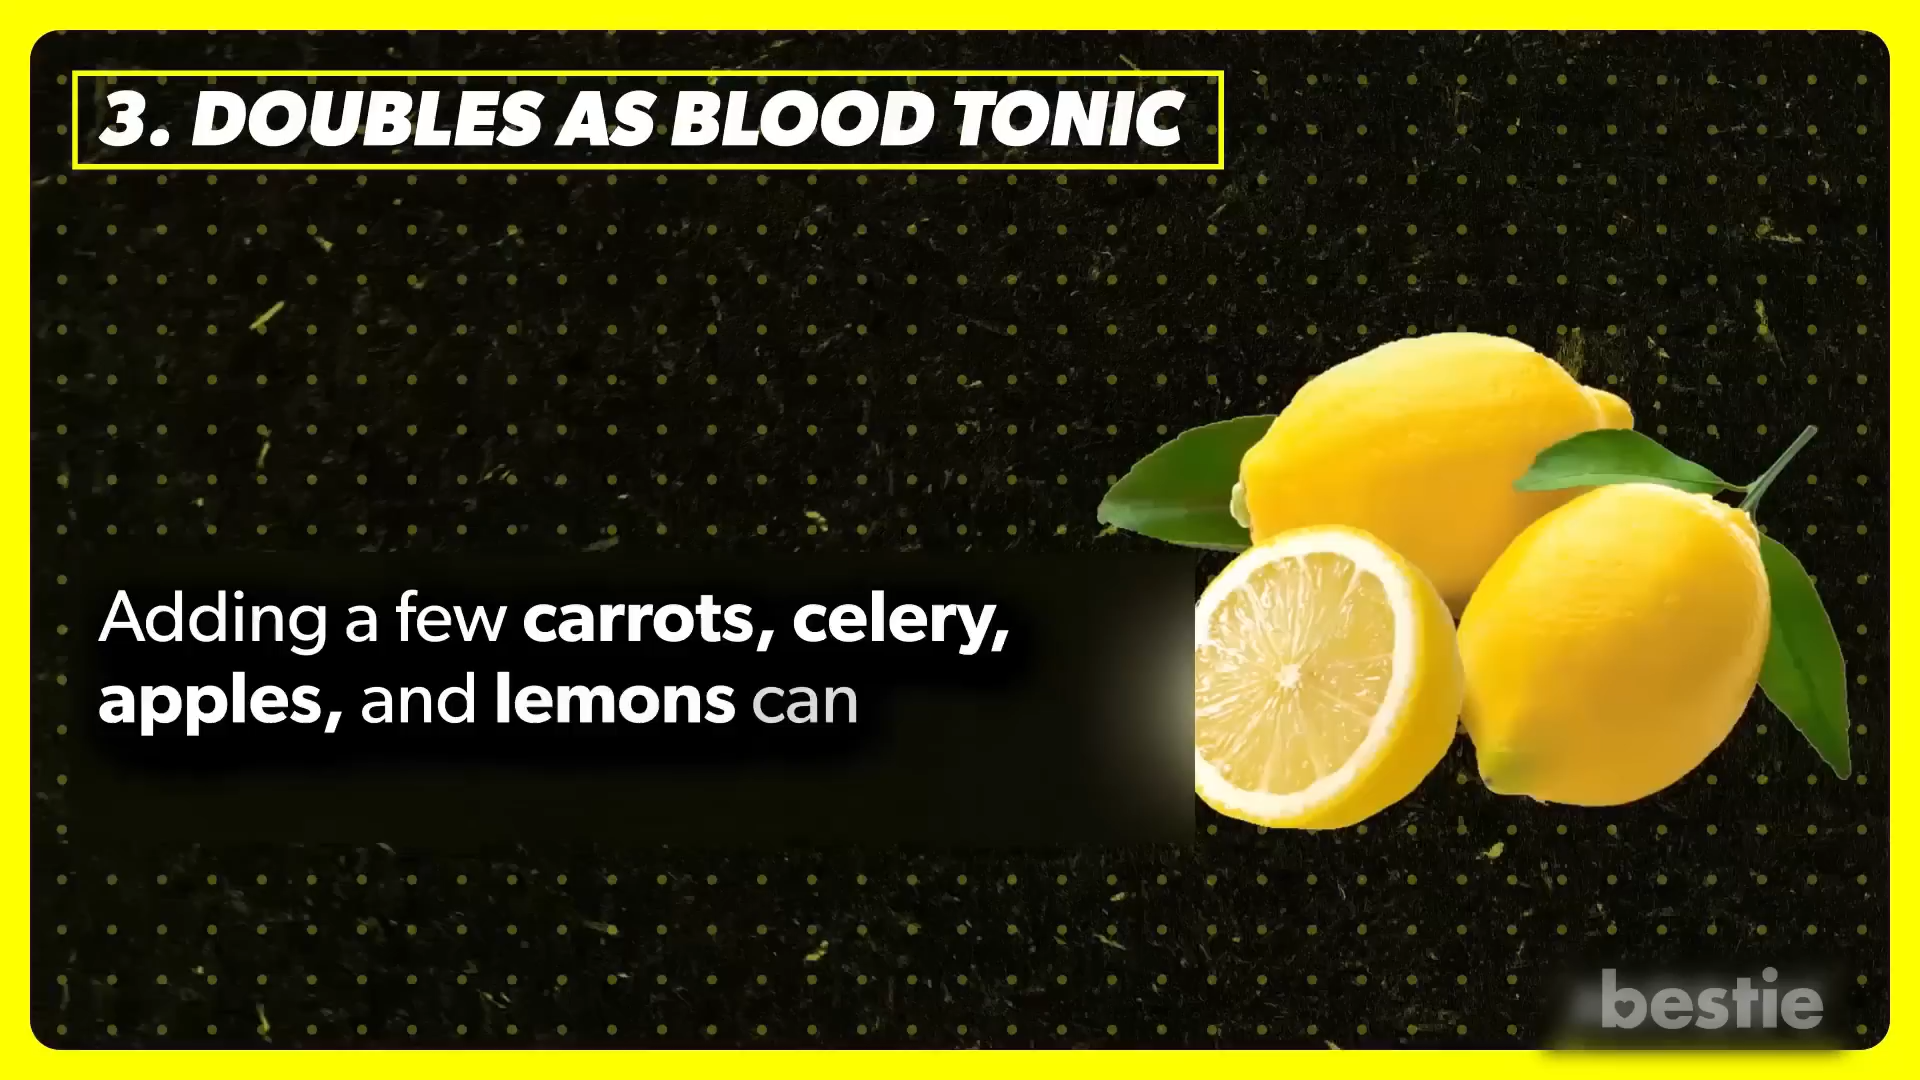 3. DOUBLES AS BLOOD TONIC
Adding a few carrots, celery,
apples, and lemons can
bestie